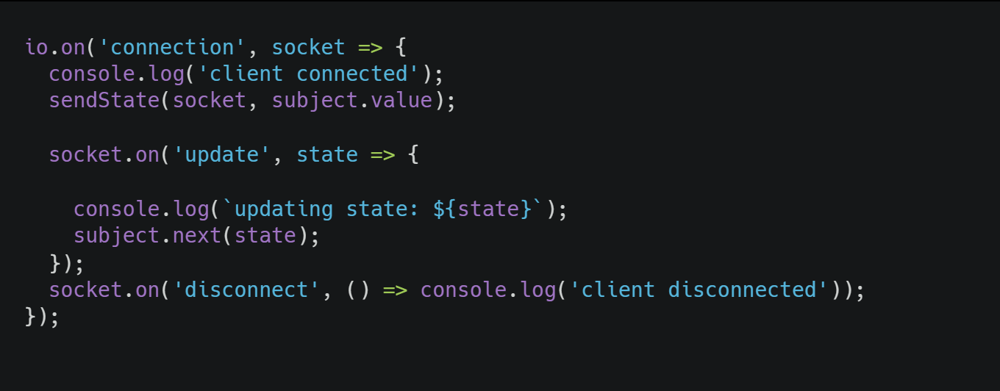 io.on('connection', socket => {
  console.log('client connected');
  sendState(socket, subject.value);

  socket.on('update', state => {

    console.log(`updating state: ${state}`);
    subject.next(state);
  });
  socket.on('disconnect', () => console.log('client disconnected'));
});